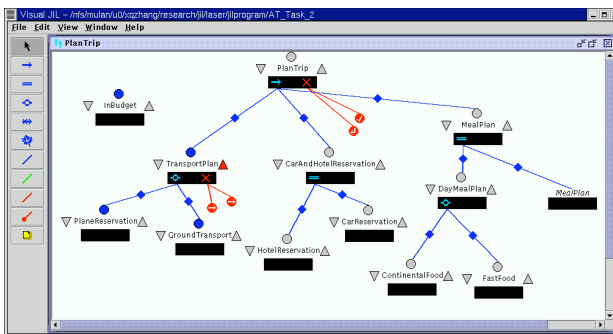 Visual JIL – /nfs/mulan/u0/xqzhang/research/jil/laser/jilprogram/AT_Task_2
File Edit View Window Help
PlanTrip
PlanTrip
InBudget
MealPlan
TransportPlan
CarAndHotelReservation
DayMealPlan
MealPlan
PlaneReservation
GroundTransport
CarReservation
HotelReservation
ContinentalFood
FastFood